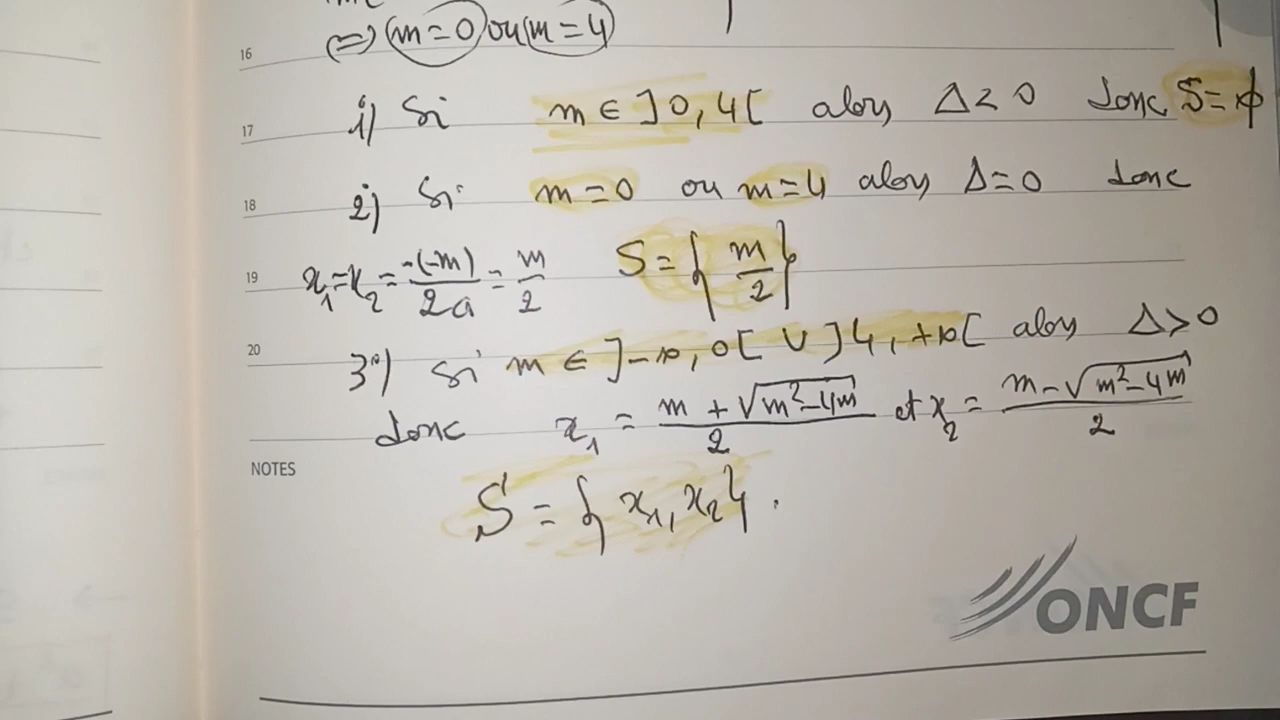 16 ⇔ m=0 ou m=4
17 1) Si m ∈ ]0,4[ alors Δ<0 donc S=ϕ
18 2) Si m=0 ou m=4 alors Δ=0 donc
19 x₁=x₂=-(-m)/2a=m/2 S={m/2}
20 3) si m ∈ ]-∞,0[ ∪ ]4,+∞[ alors Δ>0
donc x₁ = (m+√(m²-4m))/2 et x₂ = (m-√(m²-4m))/2
NOTES
S = {x₁,x₂}.
ONCF